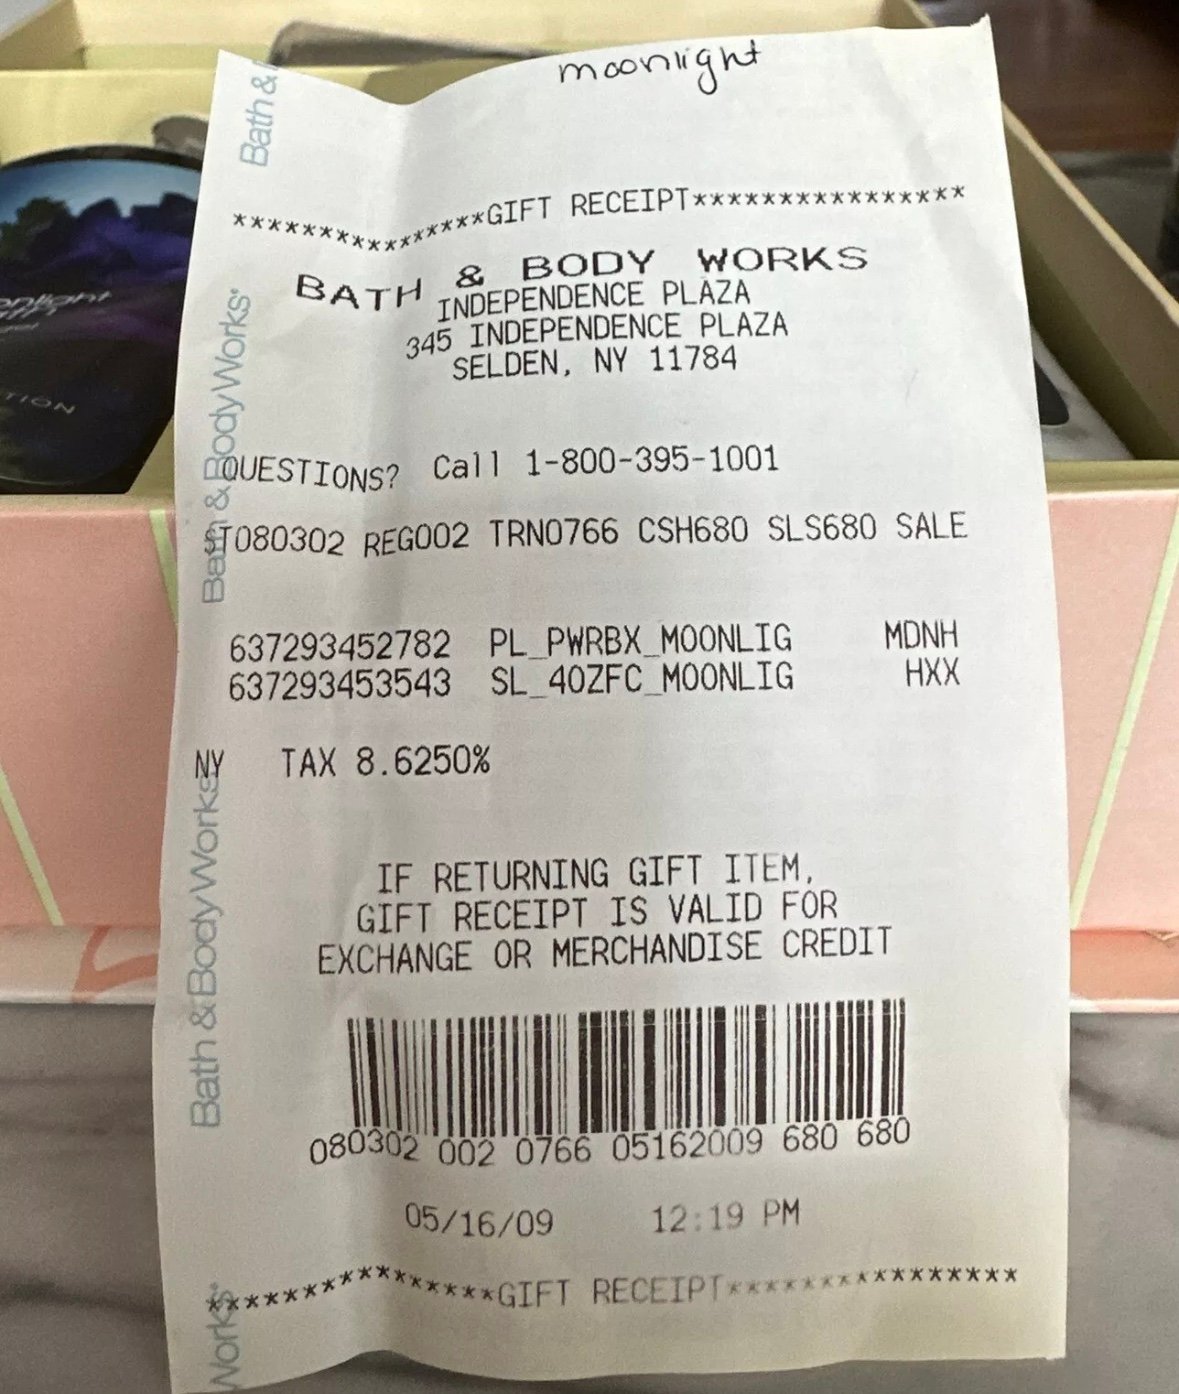 moonlight
Bath &
****************GIFT RECEIPT****************
BATH & BODY WORKS
INDEPENDENCE PLAZA
345 INDEPENDENCE PLAZA
SELDEN, NY 11784
Bath & Body Works
TION
QUESTIONS? Call 1-800-395-1001
ST080302 REG002 TRN0766 CSH680 SLS680 SALE
637293452782 PL_PWRBX_MOONLIG MDNH
637293453543 SL_4OZFC_MOONLIG HXX
NY TAX 8.6250%
Bath & Body Works
IF RETURNING GIFT ITEM,
GIFT RECEIPT IS VALID FOR
EXCHANGE OR MERCHANDISE CREDIT
080302 002 0766 05162009 680 680
05/16/09 12:19 PM
****************GIFT RECEIPT****************
Works